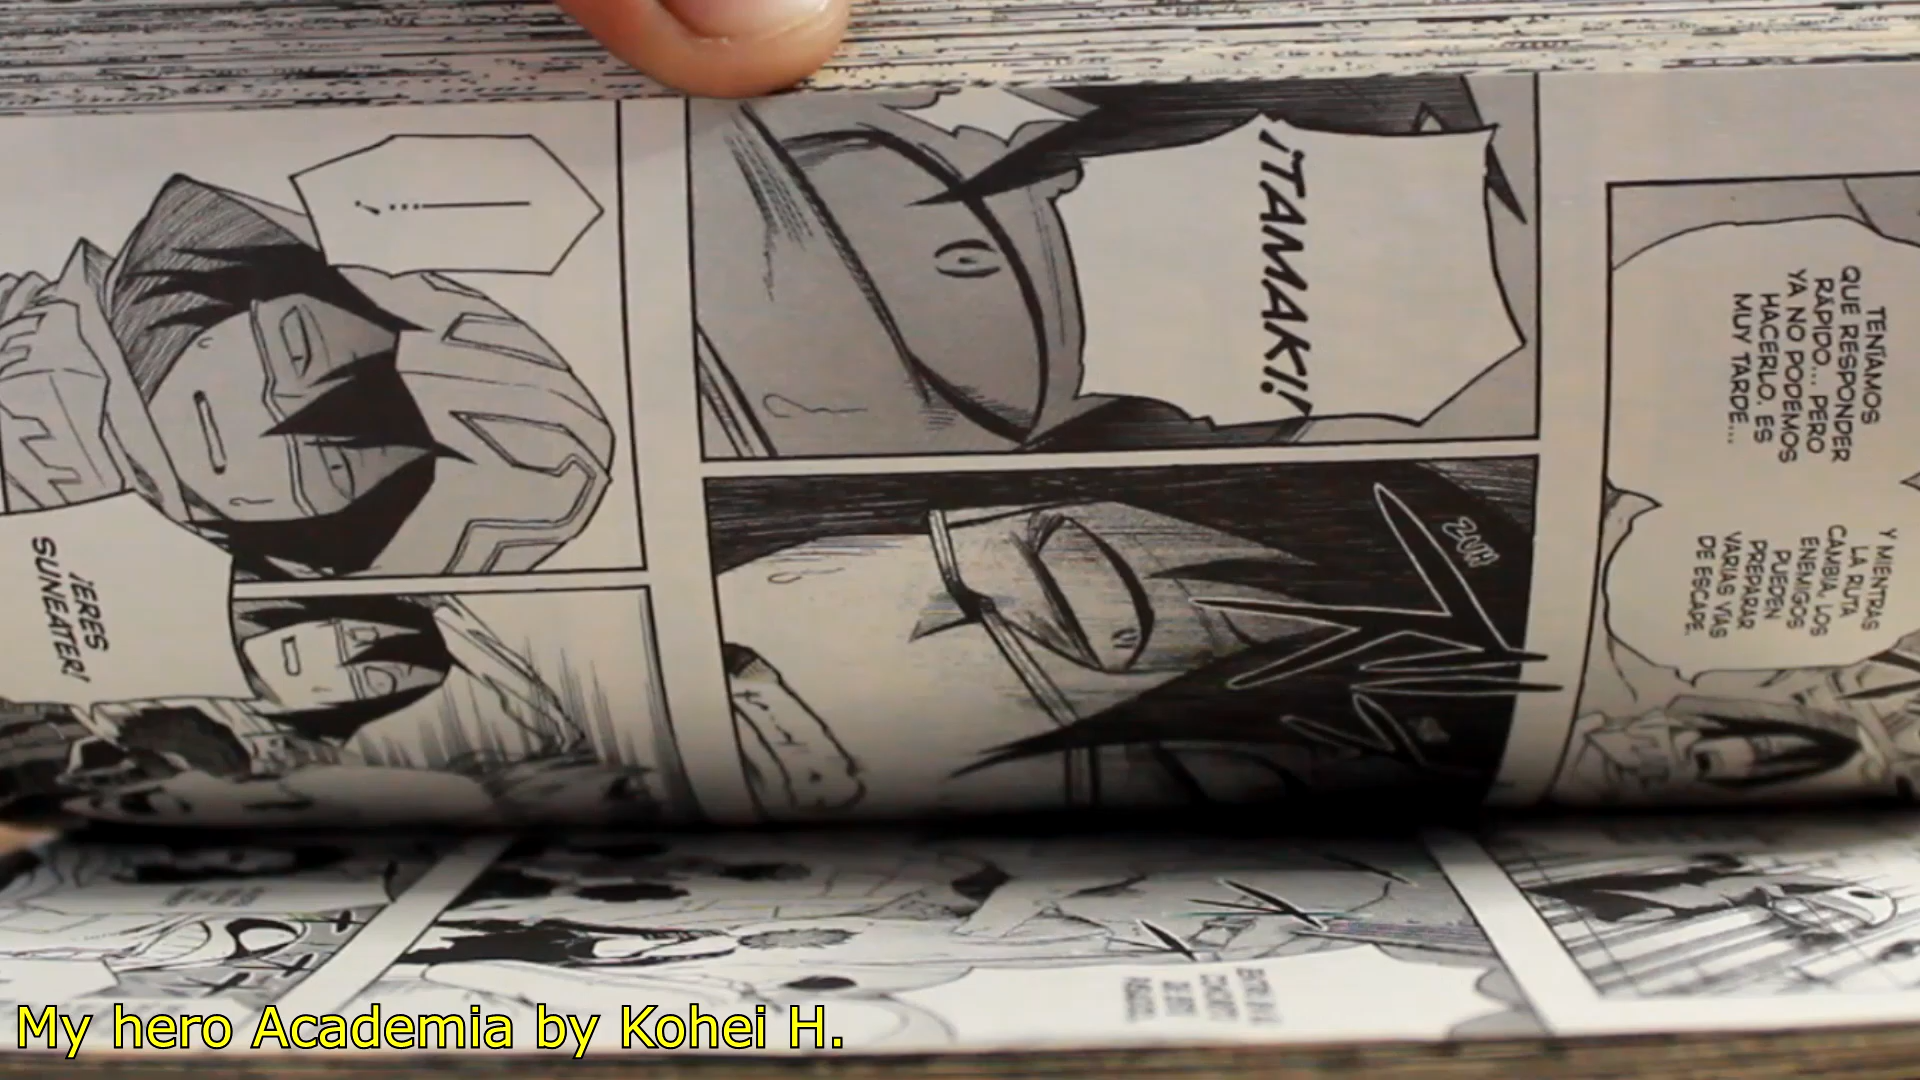 ¡TAMAKI!
TENÍAMOS
QUE RESPONDER
RÁPIDO... PERO
YA NO PODEMOS
HACERLO. ES
MUY TARDE...
Y MIENTRAS
LA RUTA
CAMBIA, LOS
ENEMIGOS
PUEDEN
PREPARAR
VARIAS VÍAS
DE ESCAPE.
ZUH
¡ERES
SUNEATER!
My hero Academia by Kohei H.